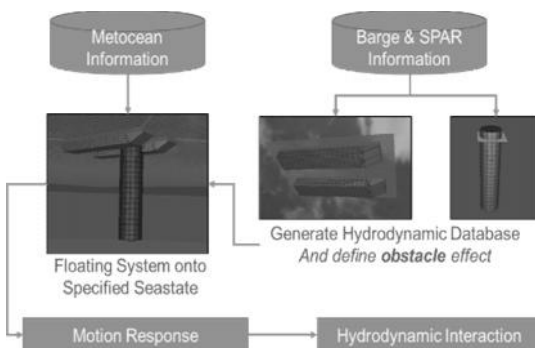 Metocean
Information
Barge & SPAR
Information
Generate Hydrodynamic Database
And define obstacle effect
Floating System onto
Specified Seastate
Motion Response
Hydrodynamic Interaction